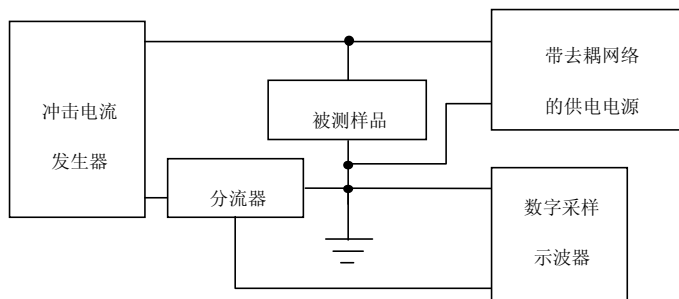 冲击电流
发生器
被测样品
分流器
带去耦网络
的供电电源
数字采样
示波器